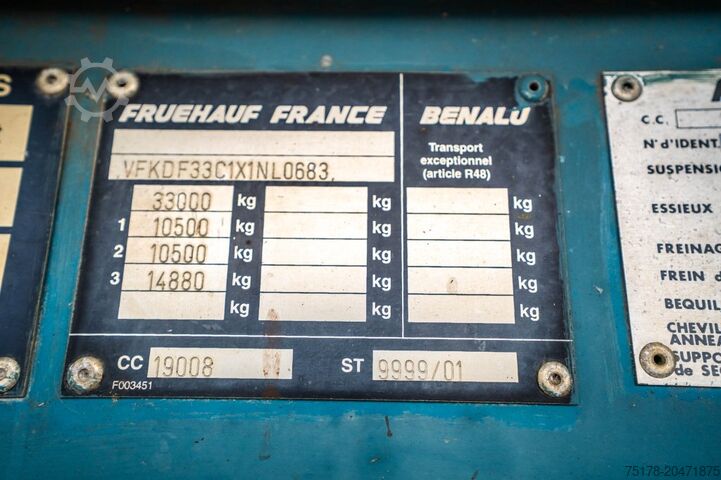 S
FRUEHAUF FRANCE
BENALU
VFKDF33C1X1NL0683
Transport
exceptionnel
(article R48)
33000 kg kg kg
1 10500 kg kg kg
2 10500 kg kg kg
3 14880 kg kg kg
kg kg kg
CC 19008 ST 9999/01
F003451
C.C.
N° d'IDENT.
SUSPENSIO
ESSIEUX
FREINAG
FREIN d
BEQUIL
CHEVIL
ANNEA
SUPPO
de SE
75178-20471875